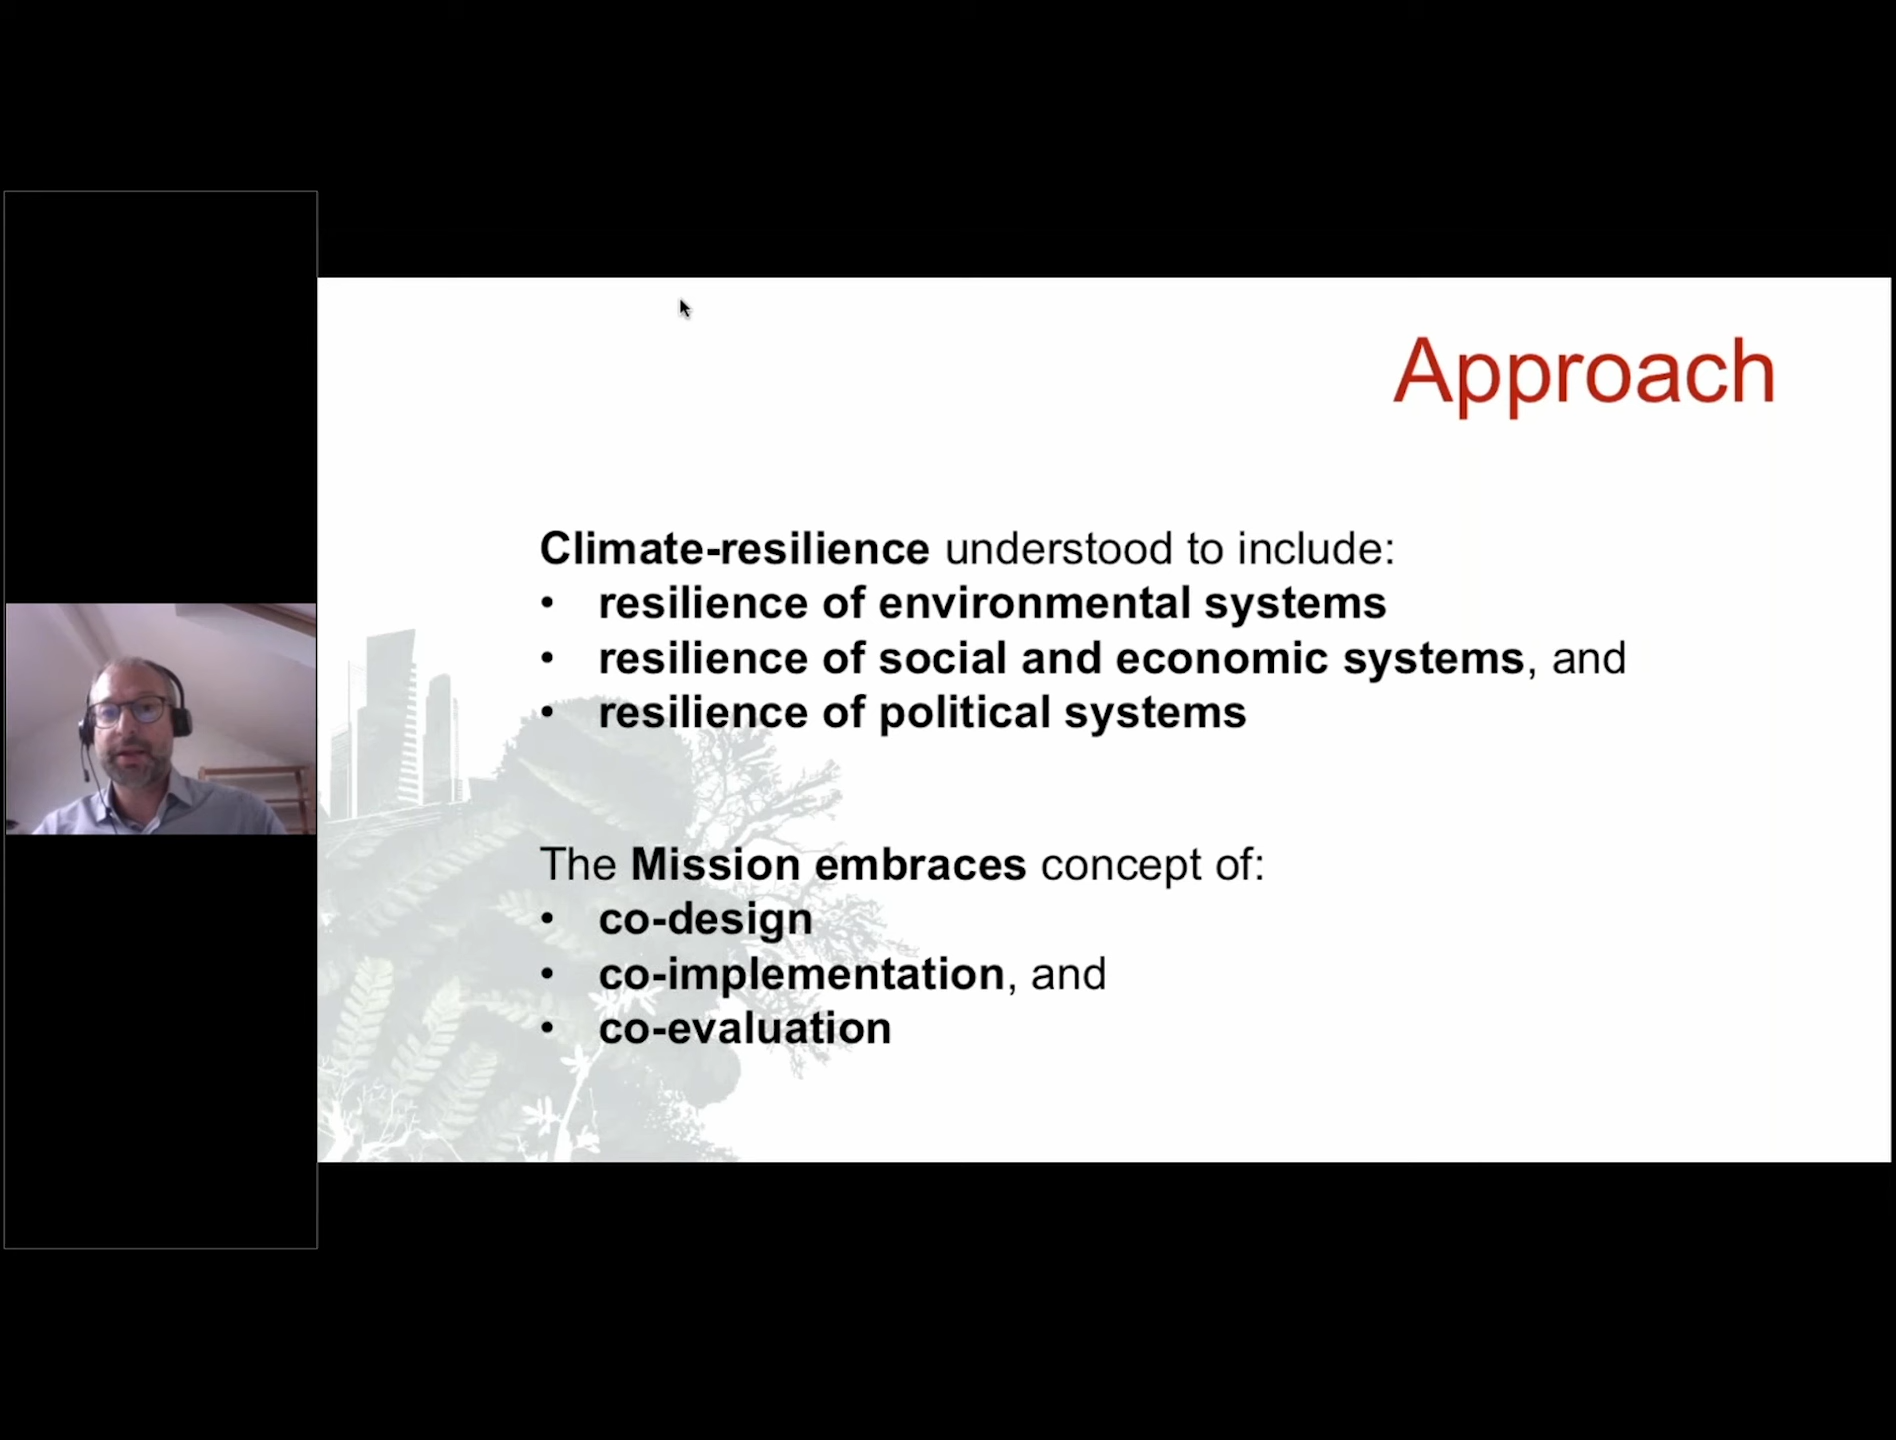 Approach
Climate-resilience understood to include:
• resilience of environmental systems
• resilience of social and economic systems, and
• resilience of political systems
The Mission embraces concept of:
• co-design
• co-implementation, and
• co-evaluation